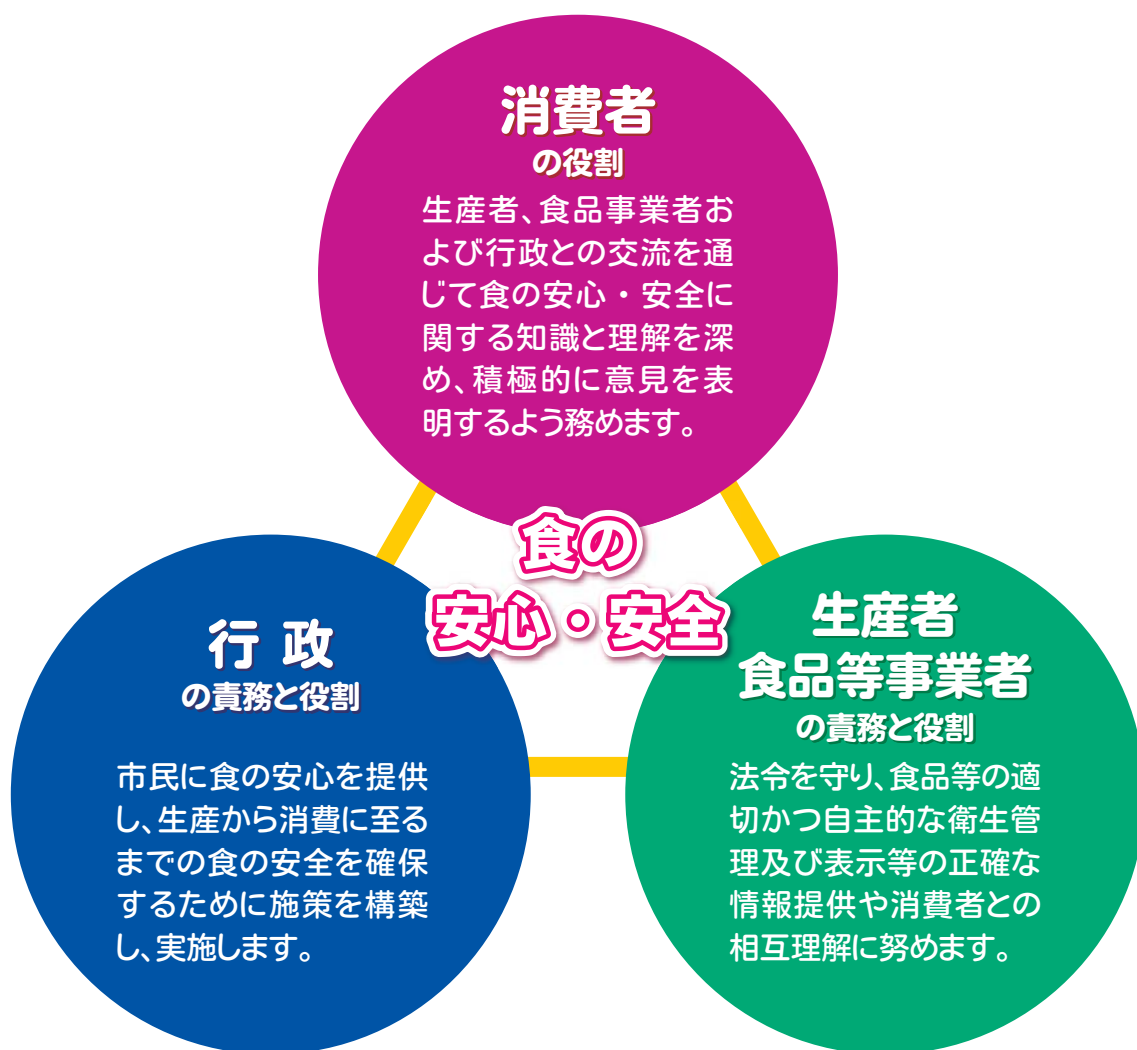 消費者
の役割
生産者、食品事業者お
よび行政との交流を通
じて食の安心・安全に
関する知識と理解を深
め、積極的に意見を表
明するよう務めます。
食の
安心・安全
行 政
の責務と役割
市民に食の安心を提供
し、生産から消費に至る
までの食の安全を確保
するために施策を構築
し、実施します。
生産者
食品等事業者
の責務と役割
法令を守り、食品等の適
切かつ自主的な衛生管
理及び表示等の正確な
情報提供や消費者との
相互理解に努めます。